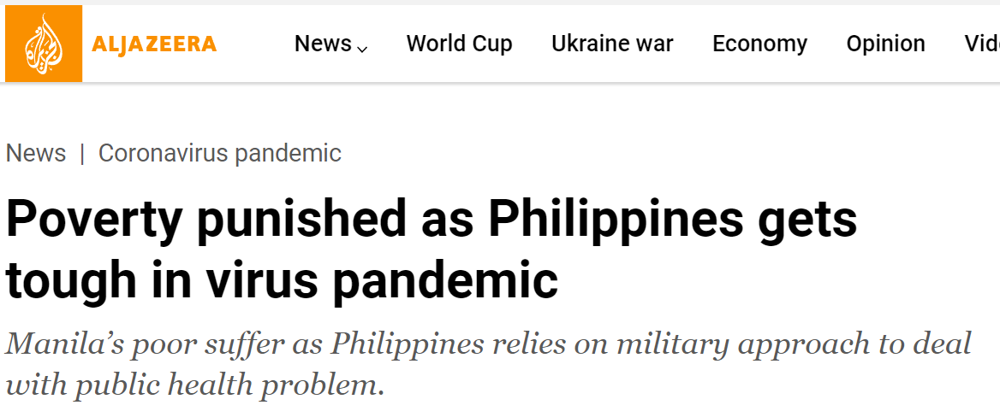 ALJAZEERA News World Cup Ukraine war Economy Opinion
News | Coronavirus pandemic
Poverty punished as Philippines gets
tough in virus pandemic
Manila’s poor suffer as Philippines relies on military approach to deal
with public health problem.